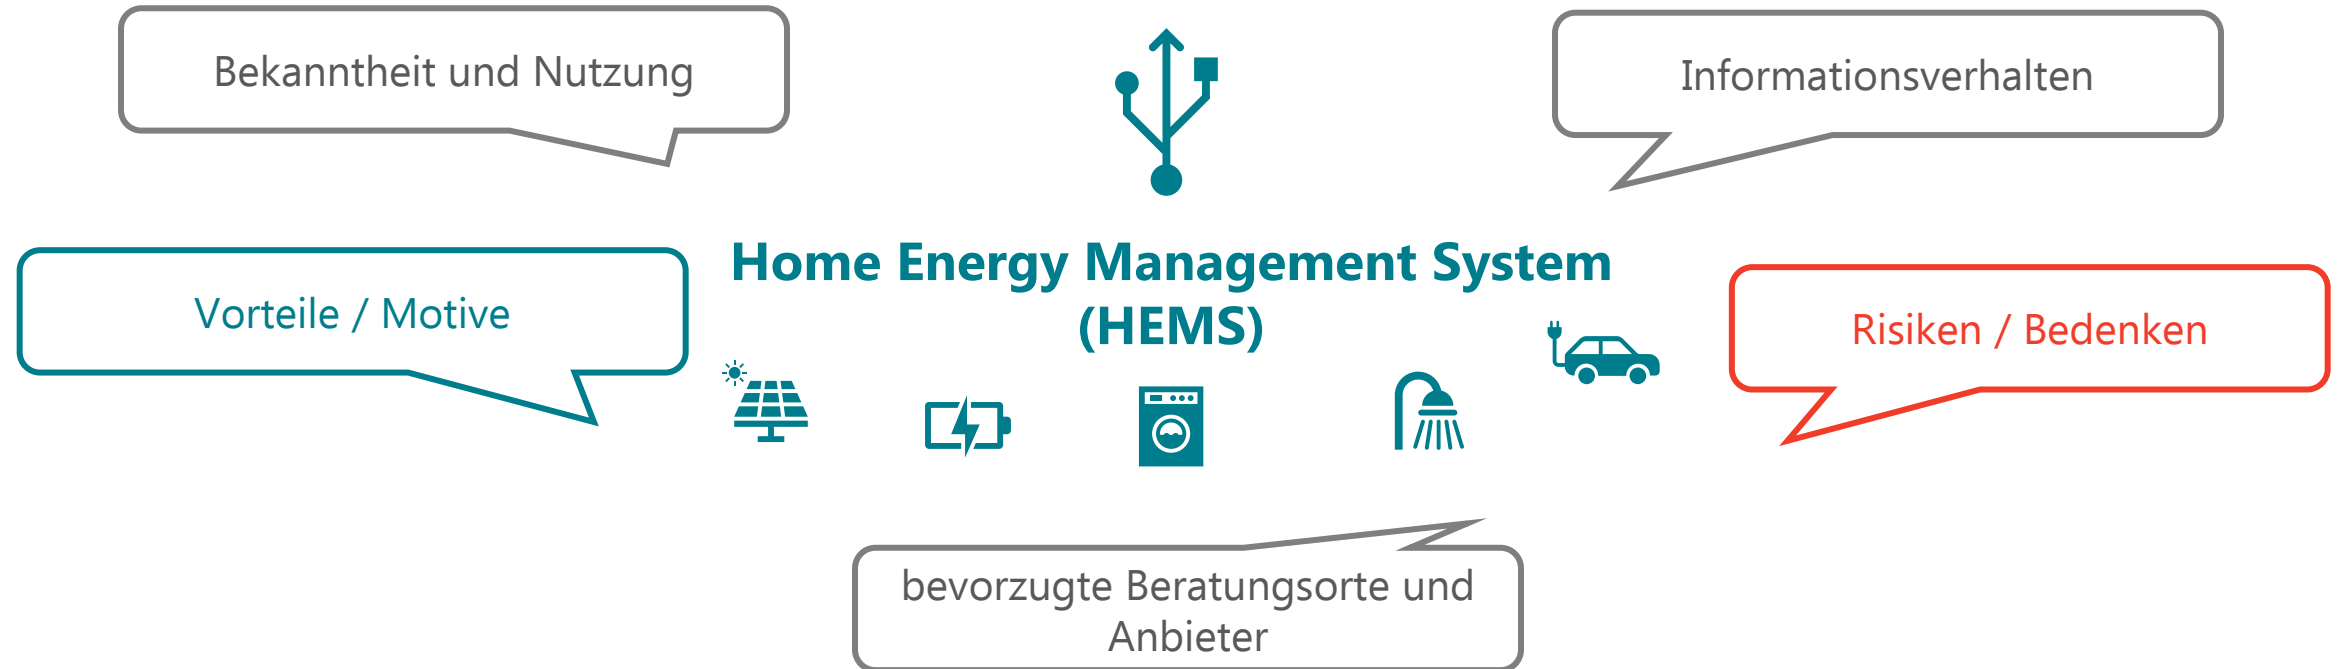 Bekanntheit und Nutzung
Informationsverhalten
Home Energy Management System
(HEMS)
Vorteile / Motive
Risiken / Bedenken
bevorzugte Beratungsorte und
Anbieter